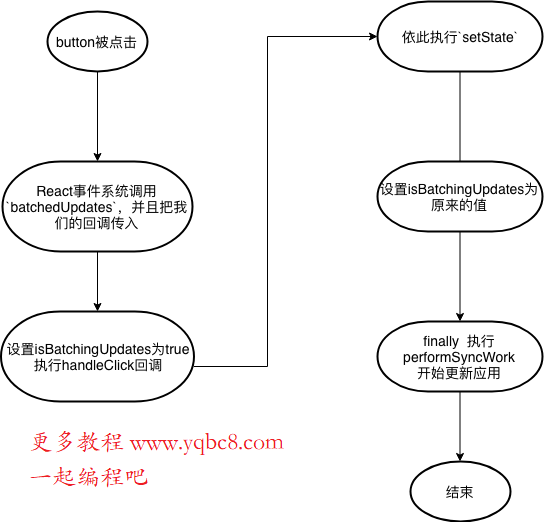 button被点击
React事件系统调用
`batchedUpdates`，并且把我
们的回调传入
设置isBatchingUpdates为true
执行handleClick回调
依此执行`setState`
设置isBatchingUpdates为
原来的值
finally 执行
performSyncWork
开始更新应用
结束
更多教程 www.yqbc8.com
一起编程吧